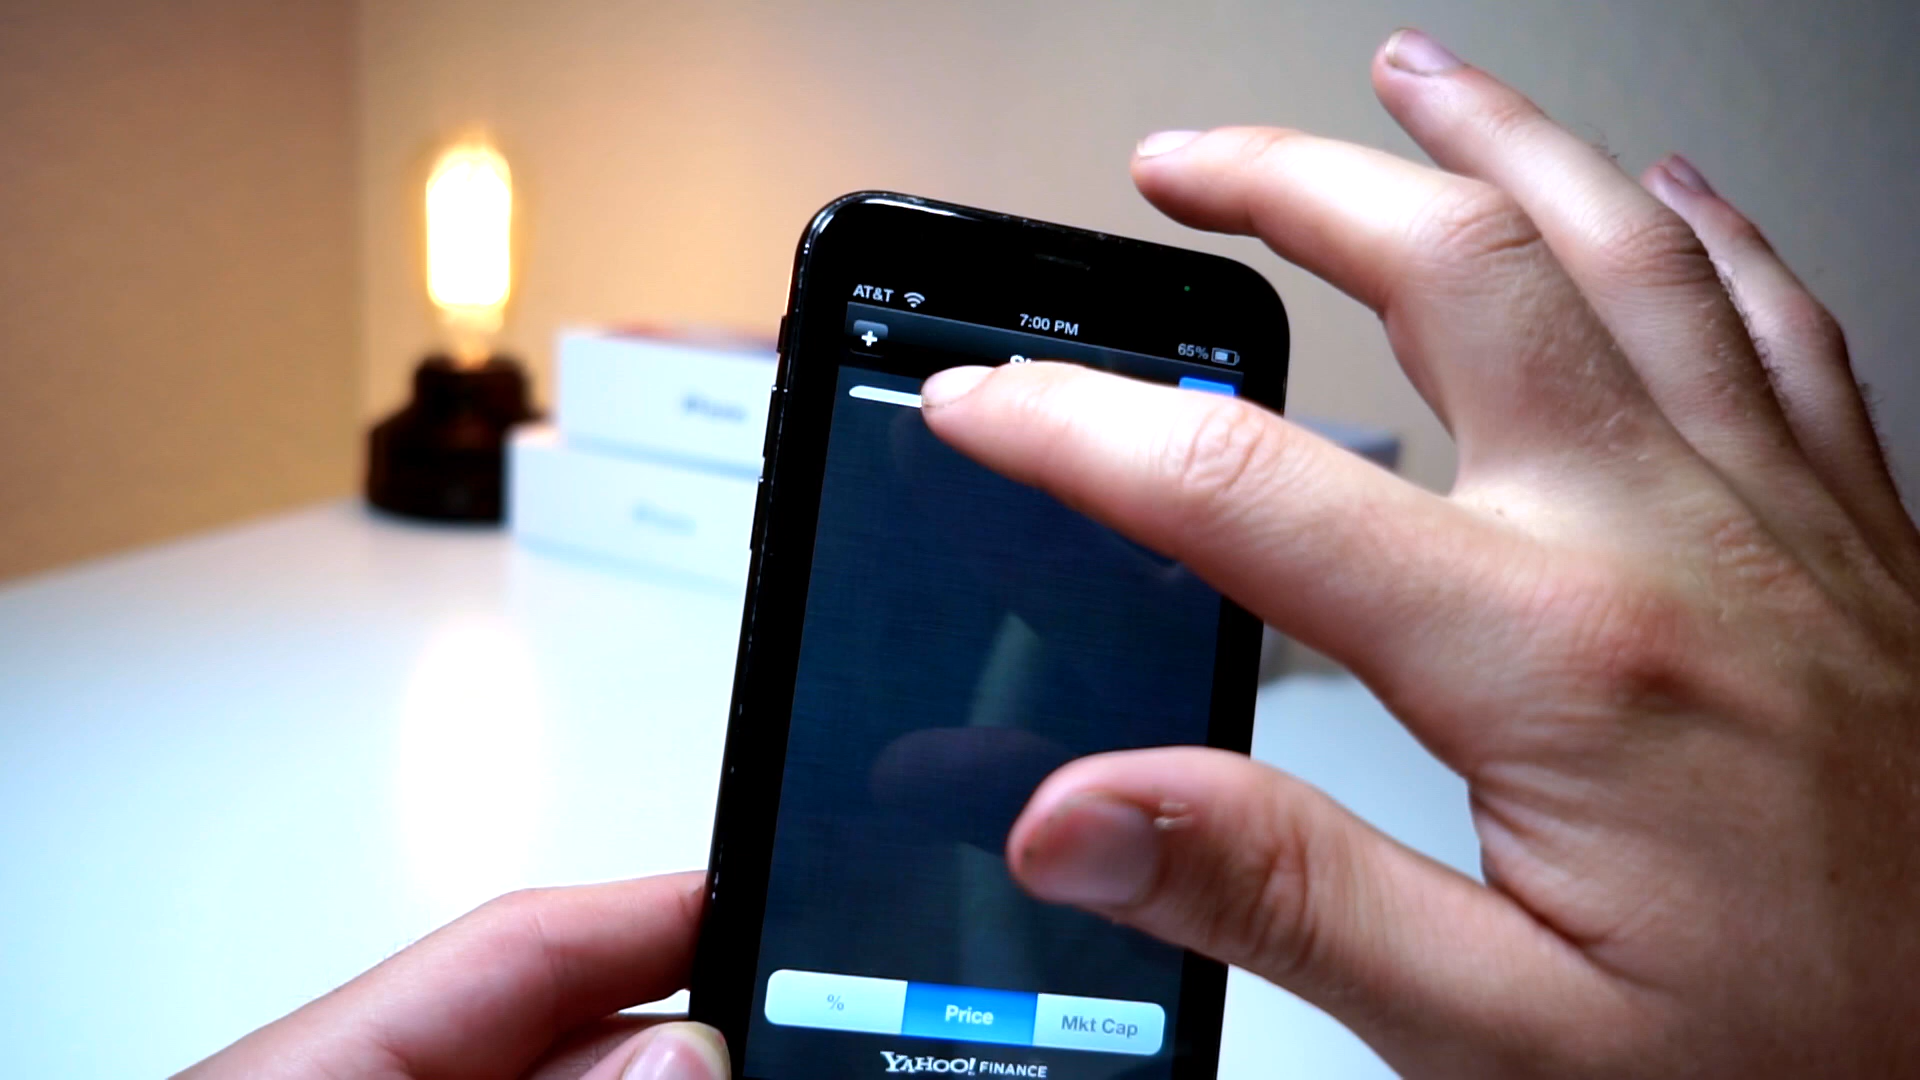 AT&T
7:00 PM
65%
+
%
Price
Mkt Cap
YAHOO! FINANCE